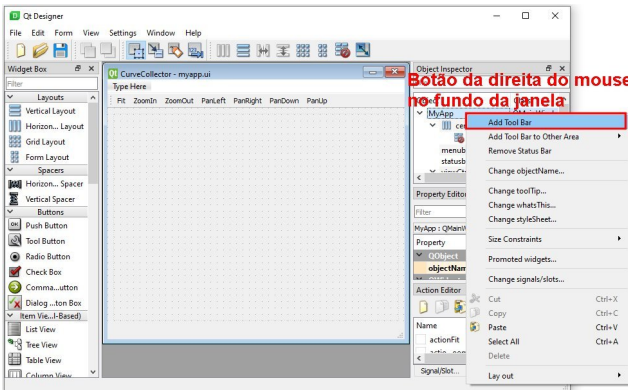 Qt Designer
File Edit Form View Settings Window Help
Widget Box
Filter
Layouts
Vertical Layout
Horizon... Layout
Grid Layout
Form Layout
Spacers
Horizon... Spacer
Vertical Spacer
Buttons
Push Button
Tool Button
Radio Button
Check Box
Comma...utton
Dialog ...ton Box
Item Vie...l-Based)
List View
Tree View
Table View
Column View
CurveCollector - myapp.ui
Type Here
Fit ZoomIn ZoomOut PanLeft PanRight PanDown PanUp
Object Inspector
Botão da direita do mouse
no fundo da janela
MyApp
menub
statusb
Property Editor
Filter
MyApp : QMainW
Property
QObject
objectNam
Action Editor
Name
actionFit
Signal/Slot...
Add Tool Bar
Add Tool Bar to Other Area
Remove Status Bar
Change objectName...
Change toolTip...
Change whatsThis...
Change styleSheet...
Size Constraints
Promoted widgets...
Change signals/slots...
Cut Ctrl+X
Copy Ctrl+C
Paste Ctrl+V
Select All Ctrl+A
Delete
Lay out